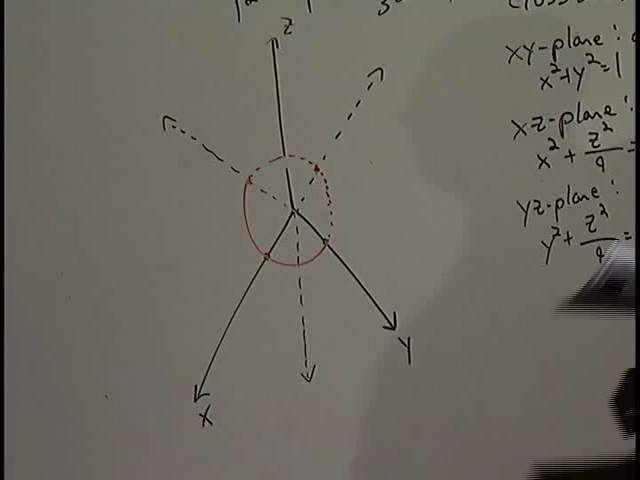 z
xy-plane:
x²+y²=1
xz-plane:
x² + z²/9 =
yz-plane:
y² + z²/9 =
y
x